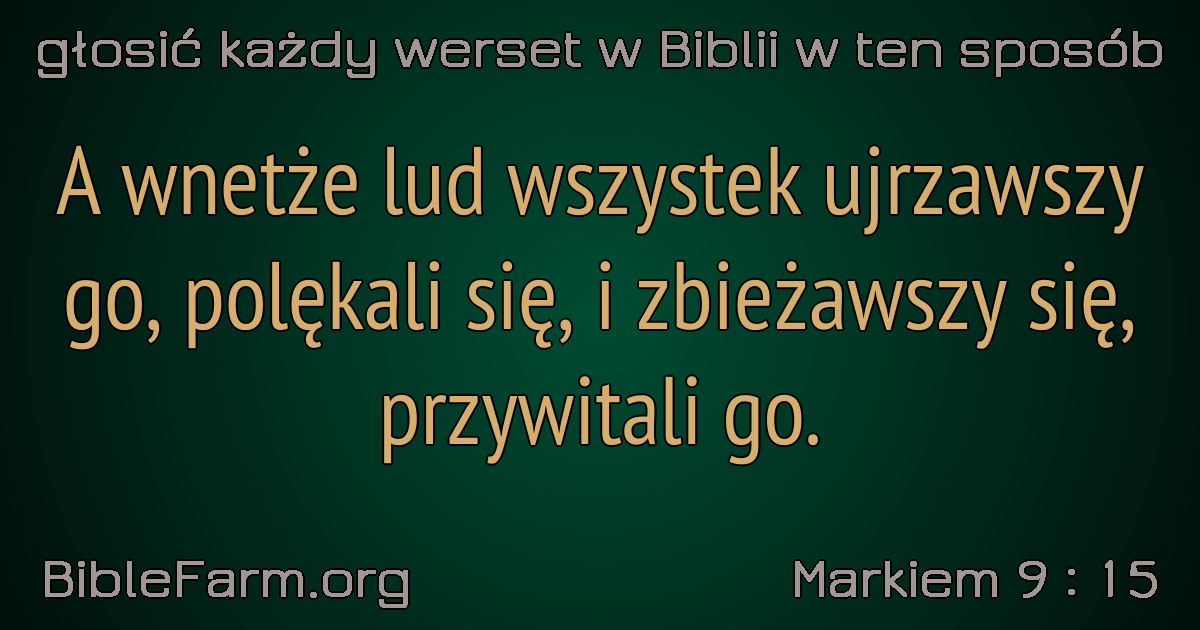 głosić każdy werset w Biblii w ten sposób
A wnetże lud wszystek ujrzawszy
go, polękali się, i zbieżawszy się,
przywitali go.
BibleFarm.org
Markiem 9 : 15